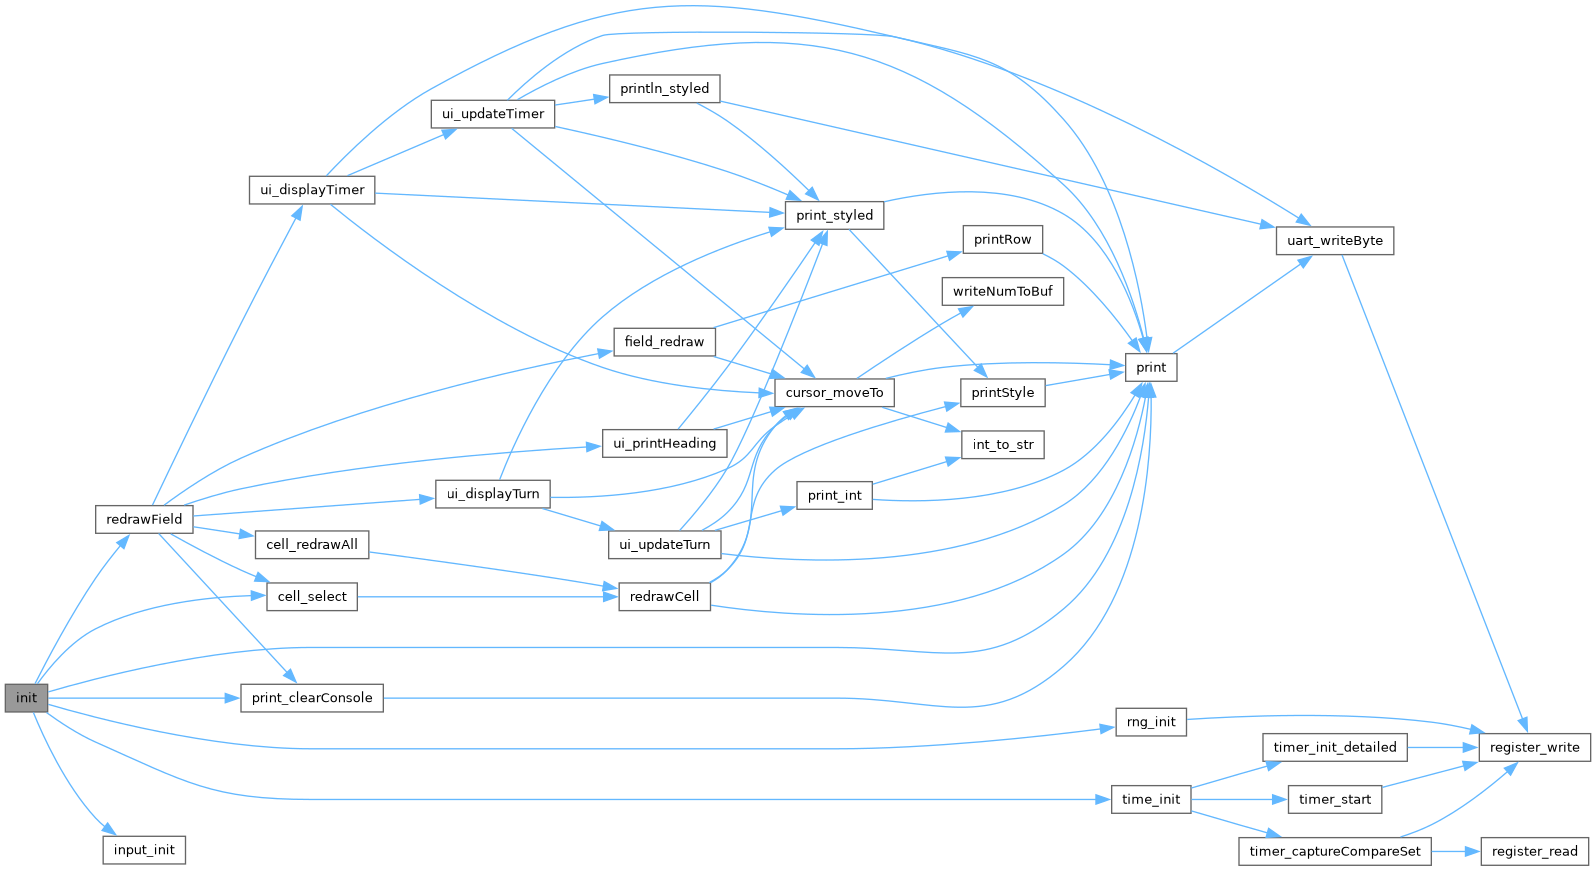 println_styled
ui_updateTimer
ui_displayTimer
print_styled
printRow
uart_writeByte
writeNumToBuf
field_redraw
print
cursor_moveTo
printStyle
ui_printHeading
int_to_str
ui_displayTurn
print_int
redrawField
cell_redrawAll
ui_updateTurn
cell_select
redrawCell
init
print_clearConsole
rng_init
timer_init_detailed
register_write
time_init
timer_start
input_init
timer_captureCompareSet
register_read